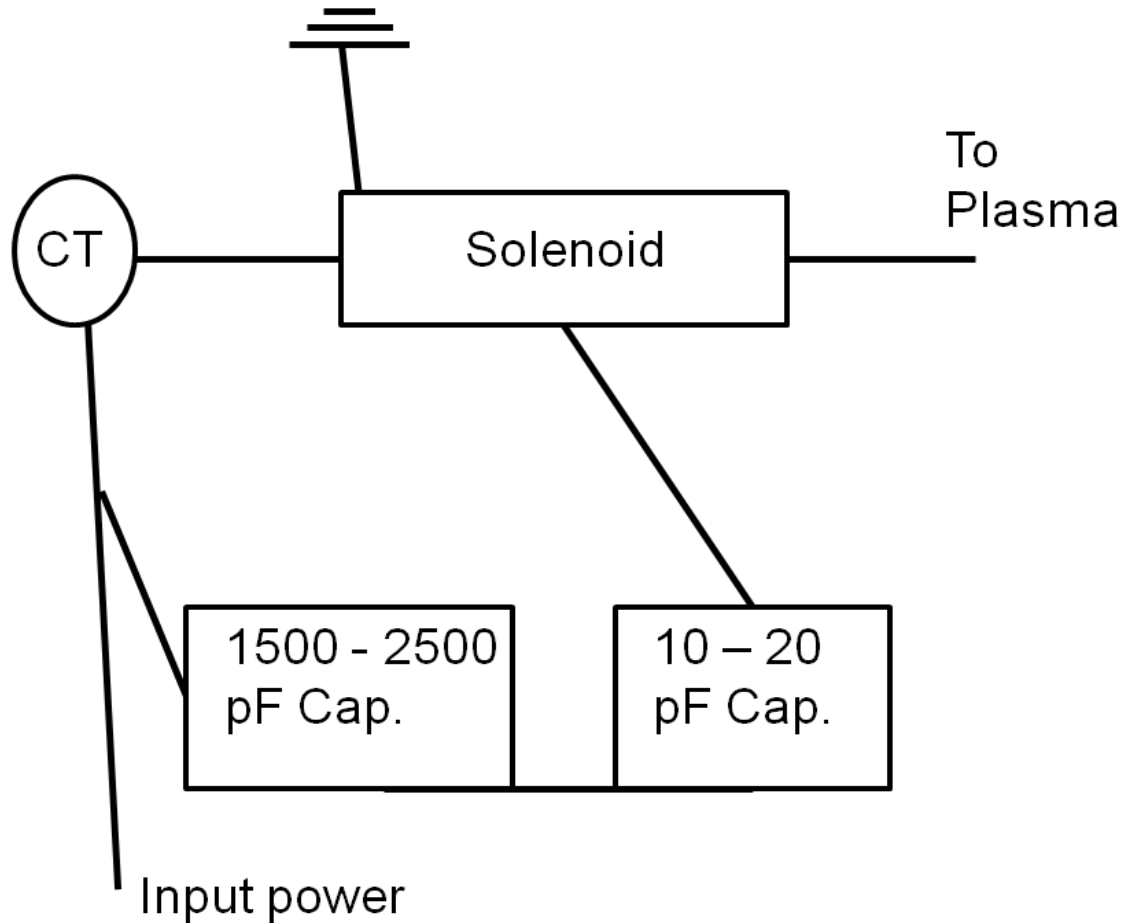 To
Plasma
CT
Solenoid
1500 - 2500
pF Cap.
10 – 20
pF Cap.
Input power